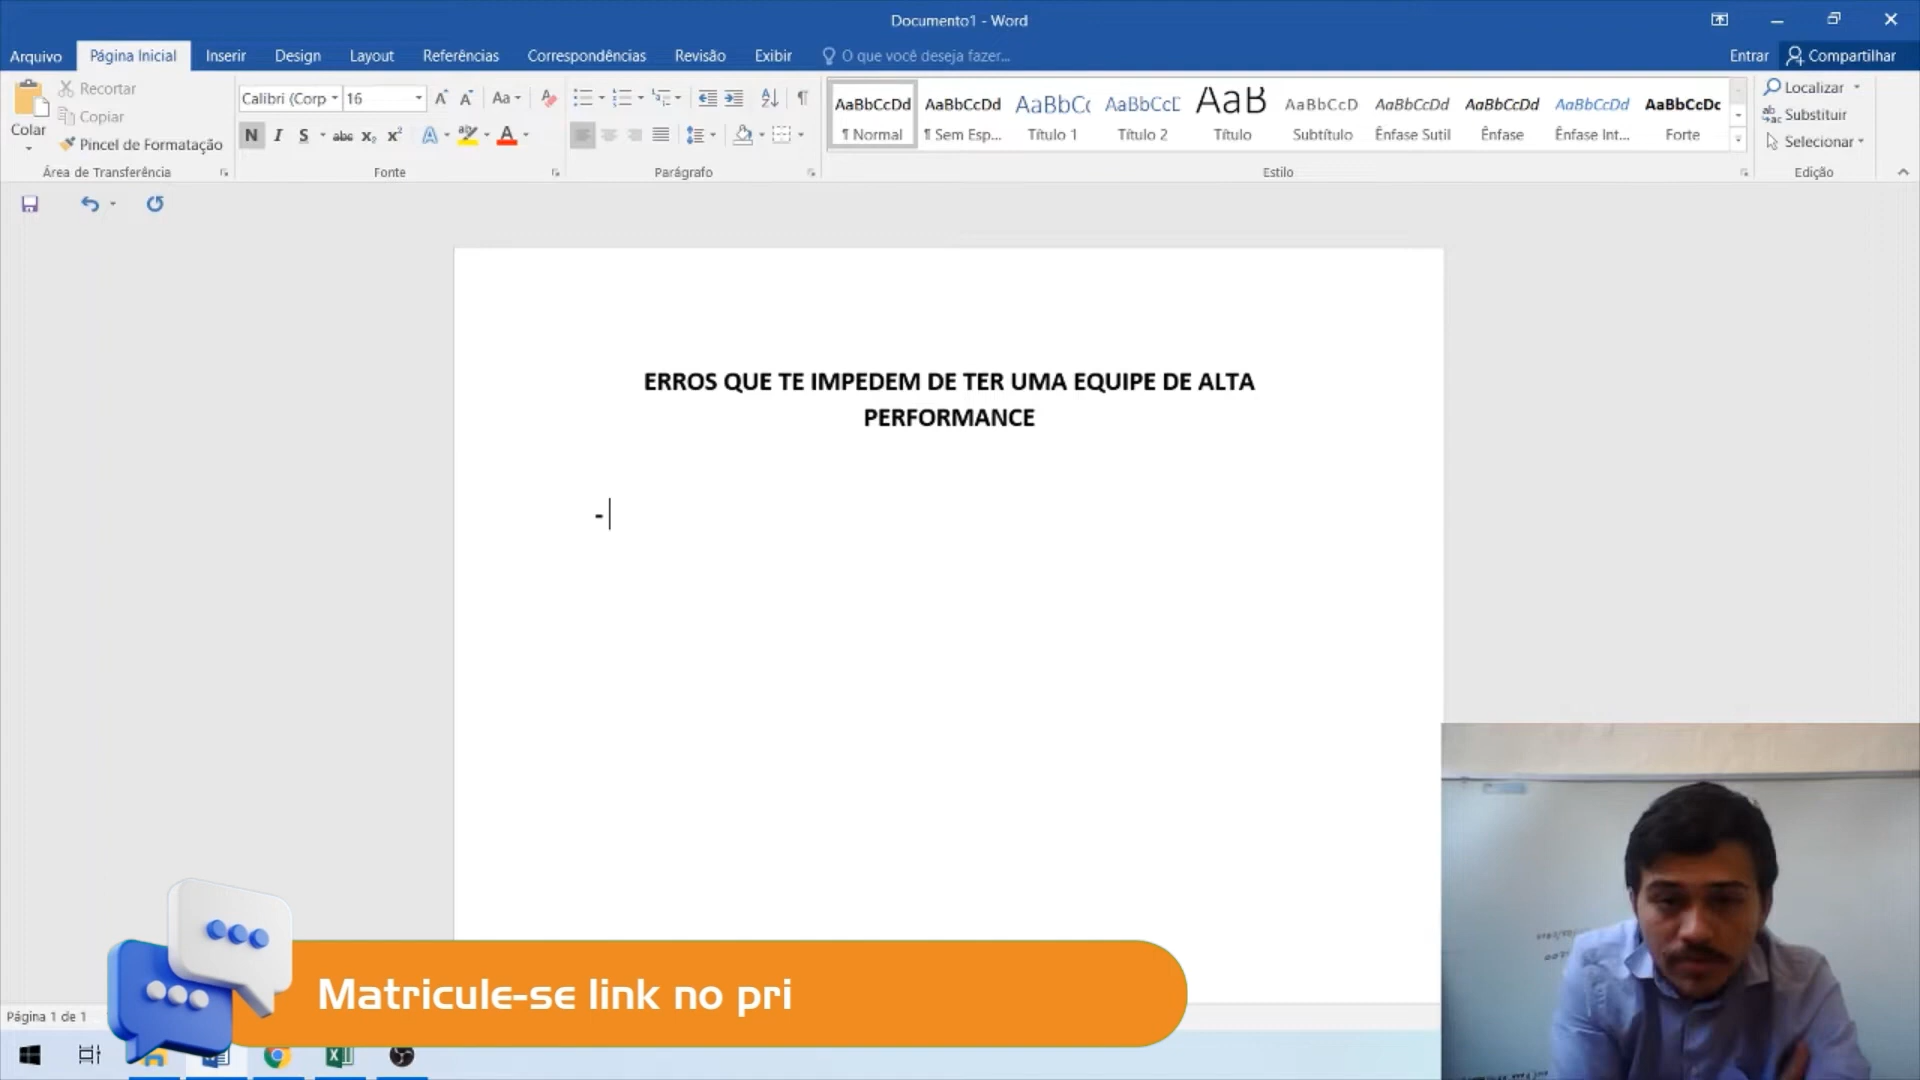 Documento1 - Word
Arquivo Página Inicial Inserir Design Layout Referências Correspondências Revisão Exibir O que você deseja fazer... Entrar Compartilhar
Colar
Recortar
Copiar
Pincel de Formatação
Área de Transferência
Calibri (Corp 16
Aa
N I S abc x₂ x² A A
Fonte
Parágrafo
AaBbCcDd AaBbCcDd AaBbCc AaBbCcC AaB AaBbCcD AaBbCcDd AaBbCcDd AaBbCcDd AaBbCcDc
¶ Normal ¶ Sem Esp... Título 1 Título 2 Título Subtítulo Ênfase Sutil Ênfase Ênfase Int... Forte
Estilo
Localizar
Substituir
Selecionar
Edição
ERROS QUE TE IMPEDEM DE TER UMA EQUIPE DE ALTA
PERFORMANCE
-
Matricule-se link no pri
Página 1 de 1